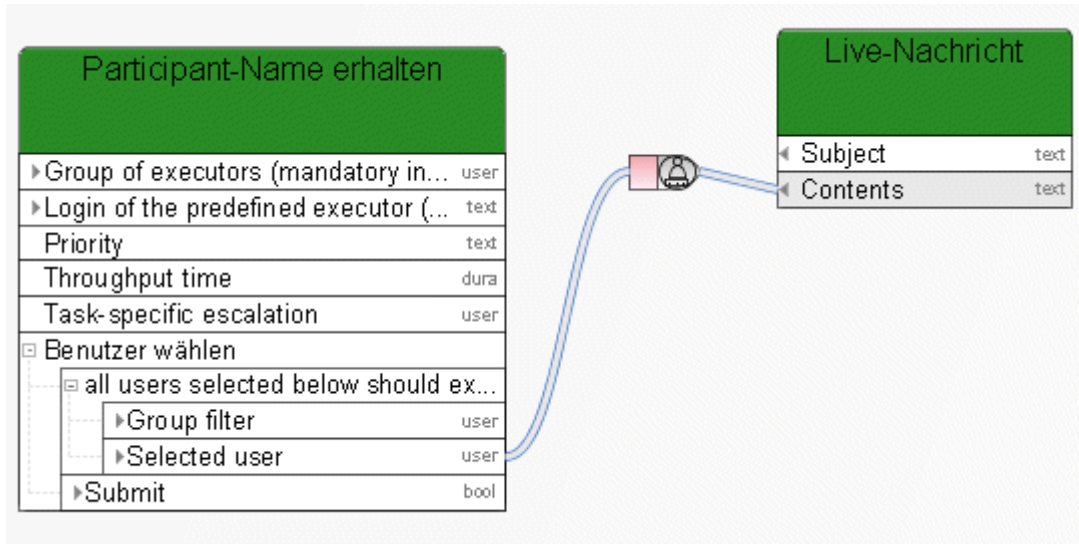 Participant-Name erhalten
Group of executors (mandatory in... user
Login of the predefined executor (... text
Priority text
Throughput time dura
Task-specific escalation user
Benutzer wählen
all users selected below should ex...
Group filter user
Selected user user
Submit bool
Live-Nachricht
Subject text
Contents text